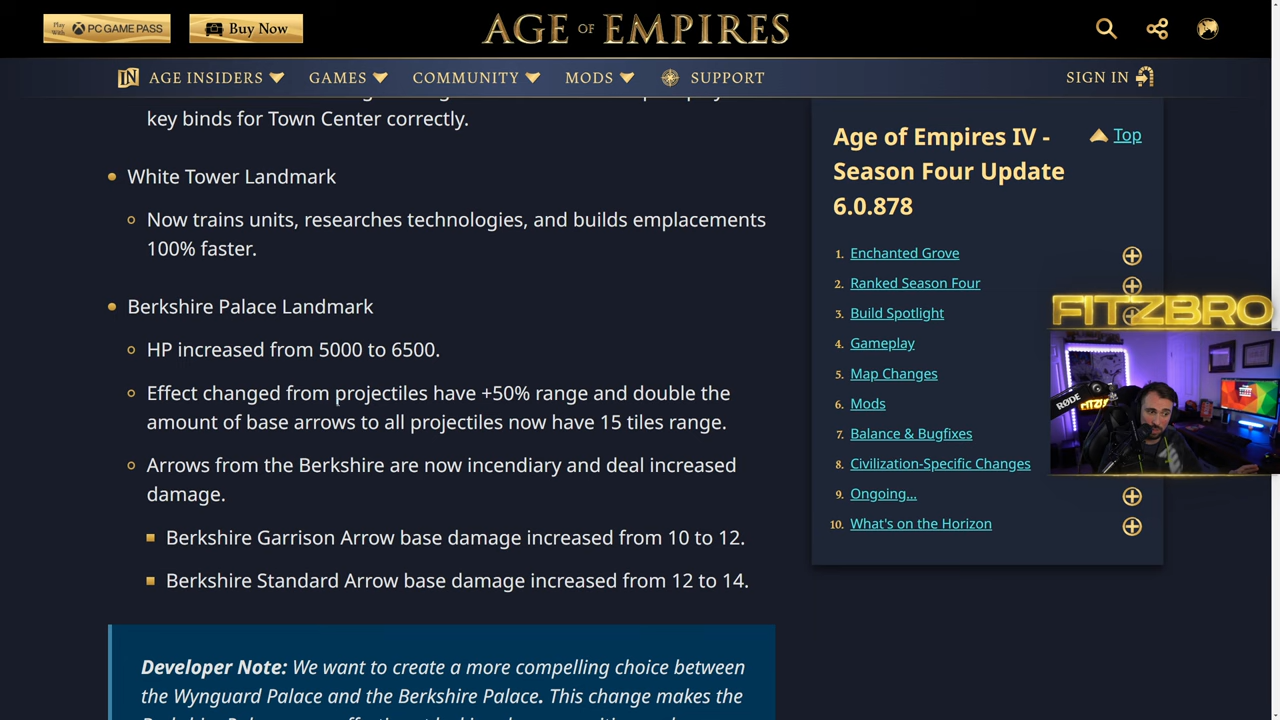 Play With
PC GAME PASS
Buy Now
AGE OF EMPIRES
IN
AGE INSIDERS
GAMES
COMMUNITY
MODS
SUPPORT
SIGN IN
key binds for Town Center correctly.
White Tower Landmark
Now trains units, researches technologies, and builds emplacements
100% faster.
Berkshire Palace Landmark
HP increased from 5000 to 6500.
Effect changed from projectiles have +50% range and double the
amount of base arrows to all projectiles now have 15 tiles range.
Arrows from the Berkshire are now incendiary and deal increased
damage.
Berkshire Garrison Arrow base damage increased from 10 to 12.
Berkshire Standard Arrow base damage increased from 12 to 14.
Developer Note: We want to create a more compelling choice between
the Wynguard Palace and the Berkshire Palace. This change makes the
Age of Empires IV -
Season Four Update
6.0.878
Top
1. Enchanted Grove
2. Ranked Season Four
3. Build Spotlight
4. Gameplay
5. Map Changes
6. Mods
7. Balance & Bugfixes
8. Civilization-Specific Changes
9. Ongoing...
10. What's on the Horizon
FITZBRO
RØDE